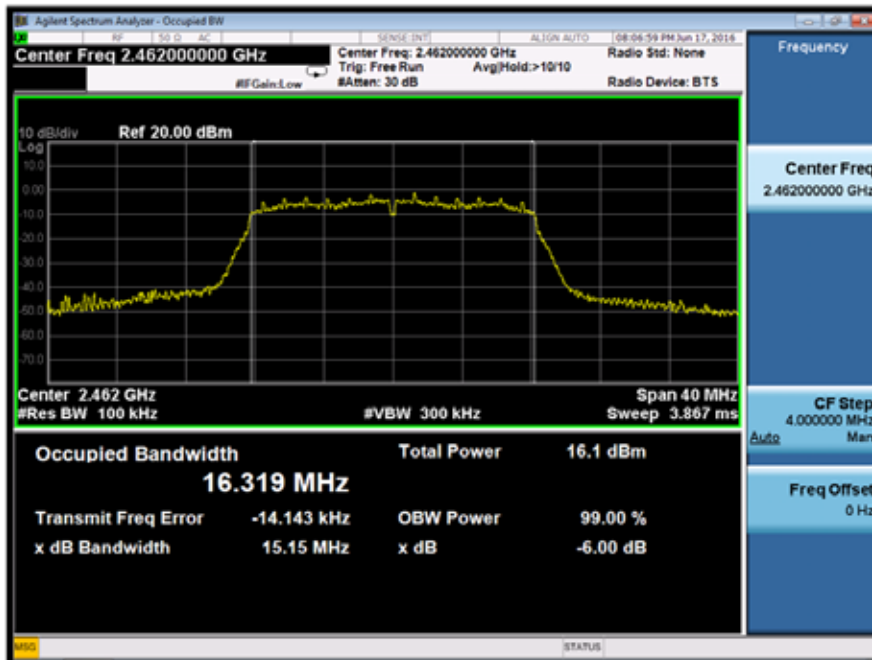 Agilent Spectrum Analyzer - Occupied BW
RF 50 Ω AC SENSE:INT ALIGN AUTO 08:06:59 PM Jun 17, 2016
Center Freq 2.462000000 GHz
Center Freq: 2.462000000 GHz
Radio Std: None
Trig: Free Run Avg|Hold:>10/10
#IFGain:Low #Atten: 30 dB Radio Device: BTS
10 dB/div Ref 20.00 dBm
Log
10.0
0.00
-10.0
-20.0
-30.0
-40.0
-50.0
-60.0
-70.0
Center 2.462 GHz Span 40 MHz
#Res BW 100 kHz #VBW 300 kHz Sweep 3.867 ms
Occupied Bandwidth Total Power 16.1 dBm
16.319 MHz
Transmit Freq Error -14.143 kHz OBW Power 99.00 %
x dB Bandwidth 15.15 MHz x dB -6.00 dB
MSG STATUS
Frequency
Center Freq
2.462000000 GHz
CF Step
4.000000 MHz
Auto Man
Freq Offset
0 Hz